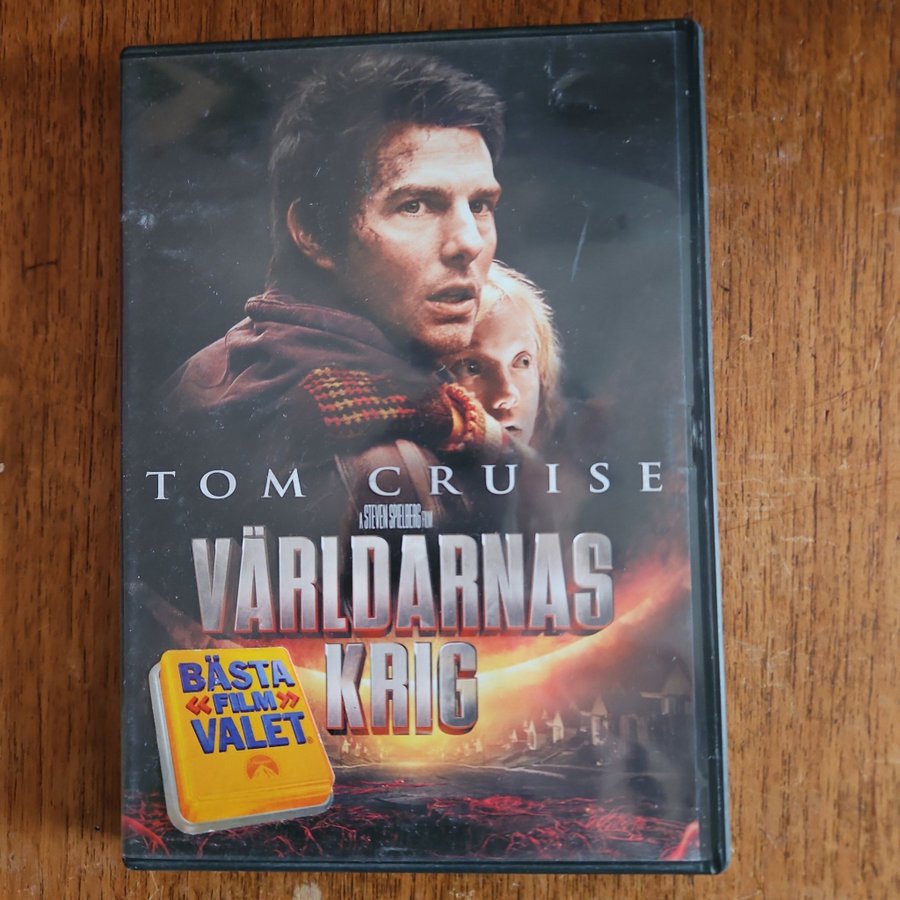 TOM CRUISE
A STEVEN SPIELBERG FILM
VÄRLDARNAS
KRIG
BÄSTA
«FILM»
VALET®